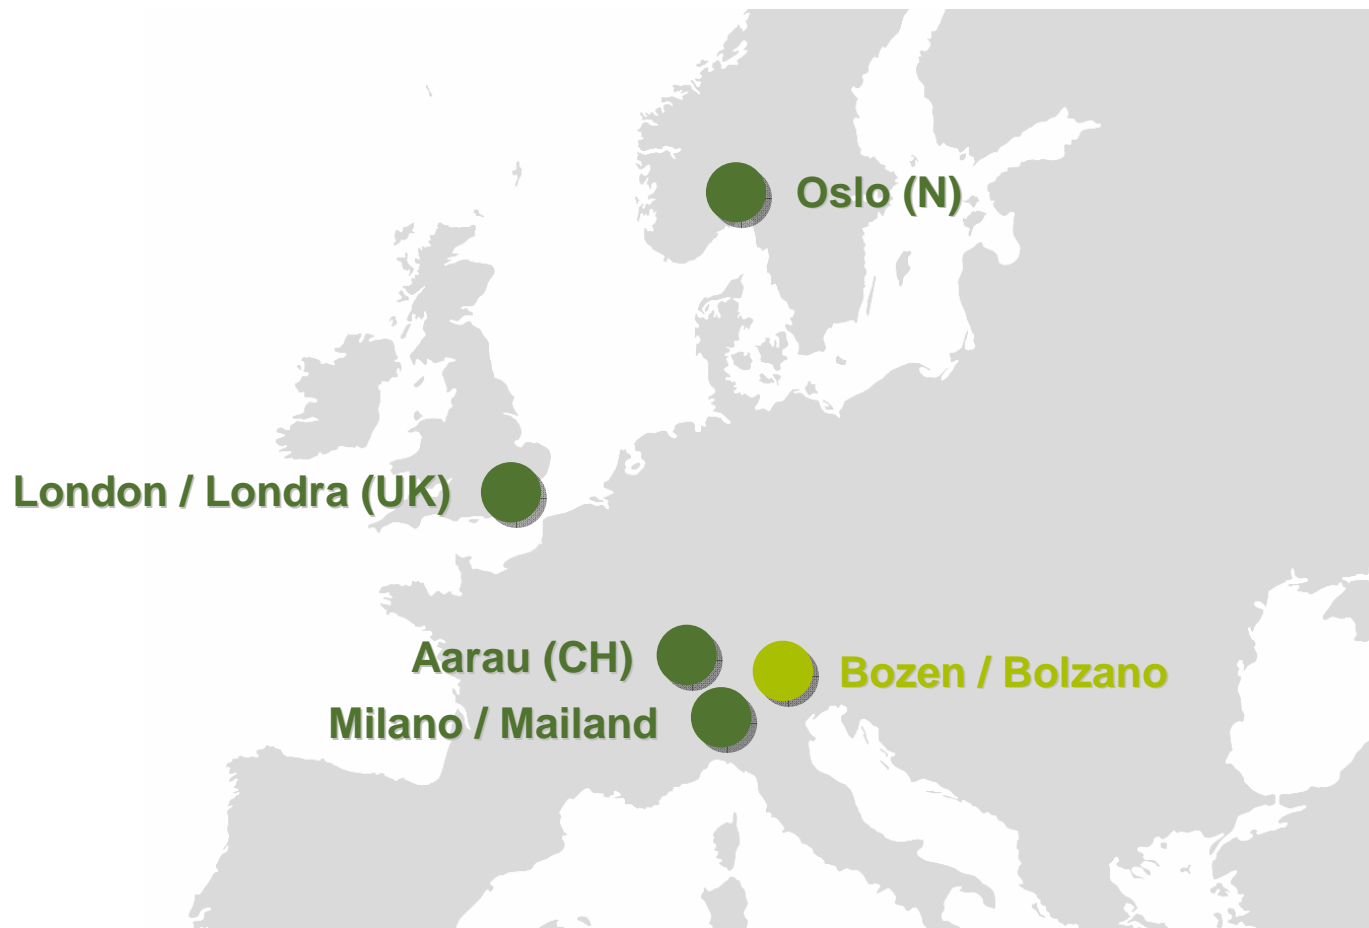 Oslo (N)
London / Londra (UK)
Aarau (CH)
Bozen / Bolzano
Milano / Mailand